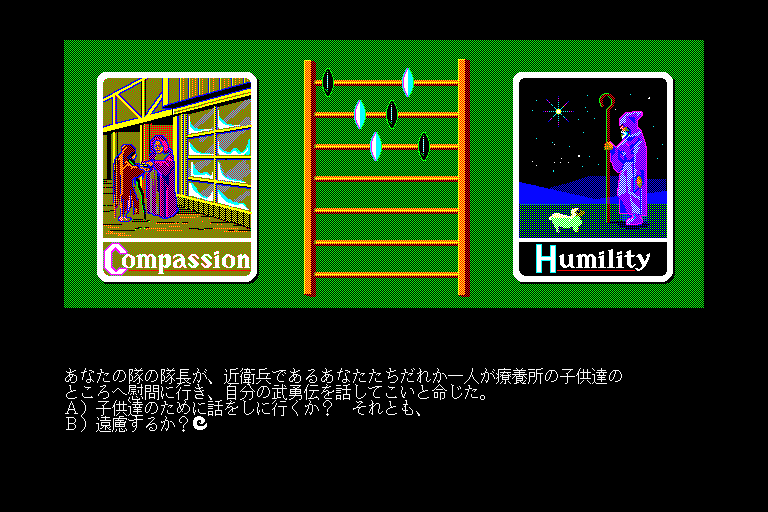 Compassion
Humility
あなたの隊の隊長が、近衛兵であるあなたたちだれか一人が療養所の子供達の
ところへ慰問に行き、自分の武勇伝を話してこいと命じた。
A）子供達のために話をしに行くか？　それとも、
B）遠慮するか？